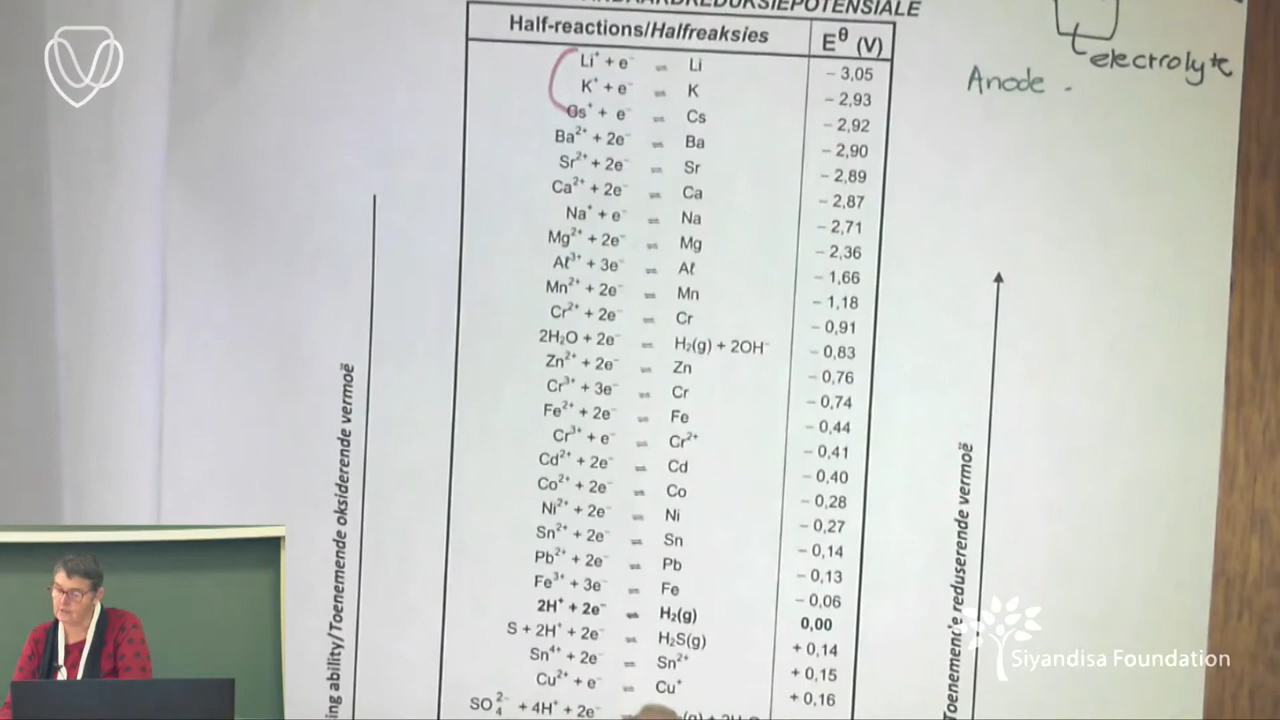 Half-reactions/Halfreaksies E^θ (V)
Li⁺ + e⁻ ⇌ Li – 3,05
K⁺ + e⁻ ⇌ K – 2,93
Cs⁺ + e⁻ ⇌ Cs – 2,92
Ba²⁺ + 2e⁻ ⇌ Ba – 2,90
Sr²⁺ + 2e⁻ ⇌ Sr – 2,89
Ca²⁺ + 2e⁻ ⇌ Ca – 2,87
Na⁺ + e⁻ ⇌ Na – 2,71
Mg²⁺ + 2e⁻ ⇌ Mg – 2,36
Aℓ³⁺ + 3e⁻ ⇌ Aℓ – 1,66
Mn²⁺ + 2e⁻ ⇌ Mn – 1,18
Cr²⁺ + 2e⁻ ⇌ Cr – 0,91
2H₂O + 2e⁻ ⇌ H₂(g) + 2OH⁻ – 0,83
Zn²⁺ + 2e⁻ ⇌ Zn – 0,76
Cr³⁺ + 3e⁻ ⇌ Cr – 0,74
Fe²⁺ + 2e⁻ ⇌ Fe – 0,44
Cr³⁺ + e⁻ ⇌ Cr²⁺ – 0,41
Cd²⁺ + 2e⁻ ⇌ Cd – 0,40
Co²⁺ + 2e⁻ ⇌ Co – 0,28
Ni²⁺ + 2e⁻ ⇌ Ni – 0,27
Sn²⁺ + 2e⁻ ⇌ Sn – 0,14
Pb²⁺ + 2e⁻ ⇌ Pb – 0,13
Fe³⁺ + 3e⁻ ⇌ Fe – 0,06
2H⁺ + 2e⁻ ⇌ H₂(g) 0,00
S + 2H⁺ + 2e⁻ ⇌ H₂S(g) + 0,14
Sn⁴⁺ + 2e⁻ ⇌ Sn²⁺ + 0,15
Cu²⁺ + e⁻ ⇌ Cu⁺ + 0,16
SO₄²⁻ + 4H⁺ + 2e⁻
ability/Toenemende oksiderende vermoë
Toenemende reduserende vermoë
electrolyte
Anode -
Siyandisa Foundation